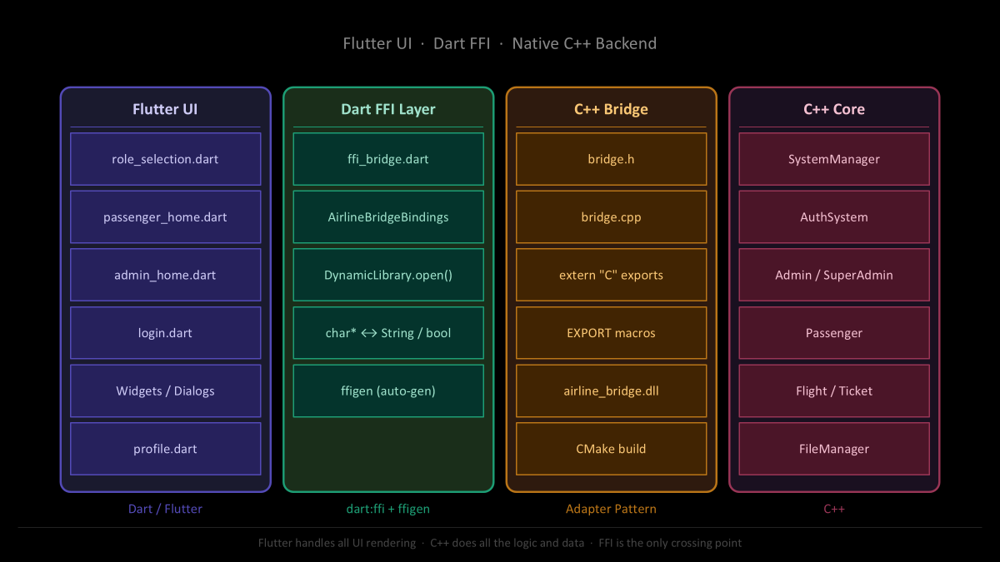 Flutter UI · Dart FFI · Native C++ Backend
Flutter UI
role_selection.dart
passenger_home.dart
admin_home.dart
login.dart
Widgets / Dialogs
profile.dart
Dart / Flutter
Dart FFI Layer
ffi_bridge.dart
AirlineBridgeBindings
DynamicLibrary.open()
char* ↔ String / bool
ffigen (auto-gen)
dart:ffi + ffigen
C++ Bridge
bridge.h
bridge.cpp
extern "C" exports
EXPORT macros
airline_bridge.dll
CMake build
Adapter Pattern
C++ Core
SystemManager
AuthSystem
Admin / SuperAdmin
Passenger
Flight / Ticket
FileManager
C++
Flutter handles all UI rendering · C++ does all the logic and data · FFI is the only crossing point